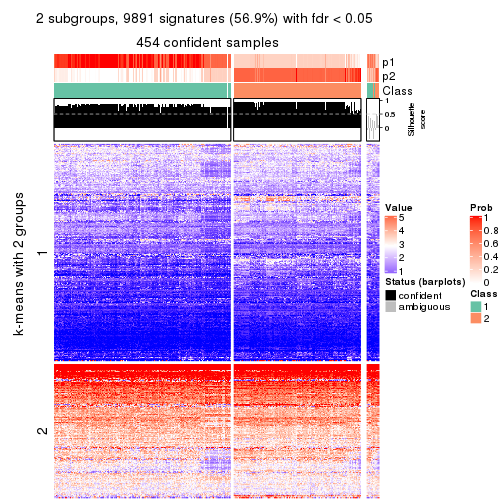 2 subgroups, 9891 signatures (56.9%) with fdr < 0.05
454 confident samples
p1
p2
Class
1
0.5
0
Silhouette
score
k-means with 2 groups
1
2
Value
5
4
3
2
1
Status (barplots)
confident
ambiguous
Prob
1
0.8
0.6
0.4
0.2
0
Class
1
2